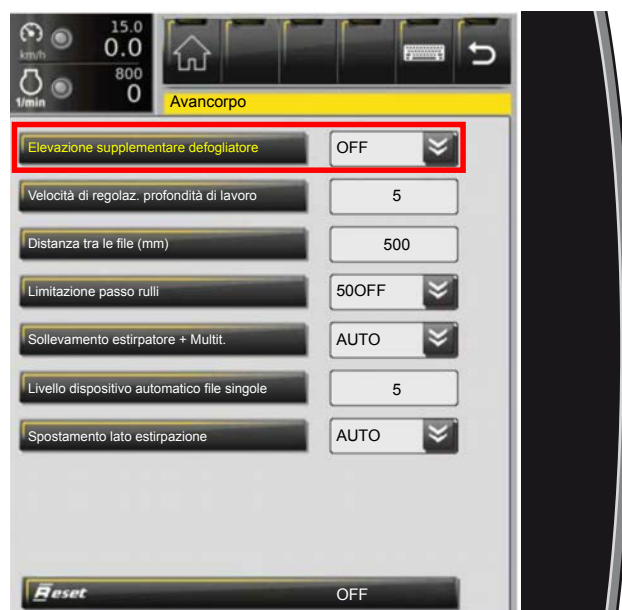 15.0
km/h 0.0
800
1/min 0
Avancorpo
Elevazione supplementare defogliatore OFF
Velocità di regolaz. profondità di lavoro 5
Distanza tra le file (mm) 500
Limitazione passo rulli 50OFF
Sollevamento estirpatore + Multit. AUTO
Livello dispositivo automatico file singole 5
Spostamento lato estirpazione AUTO
Reset OFF